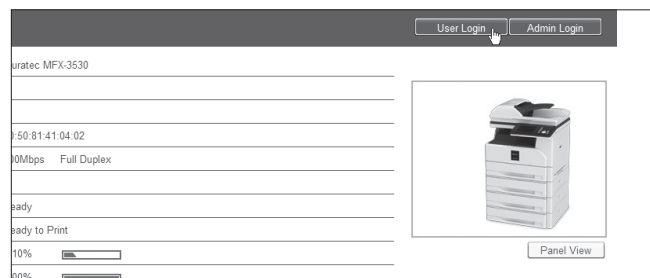 User Login Admin Login
uratec MFX-3530
:50:81:41:04:02
00Mbps Full Duplex
eady
eady to Print
10%
Panel View
00%